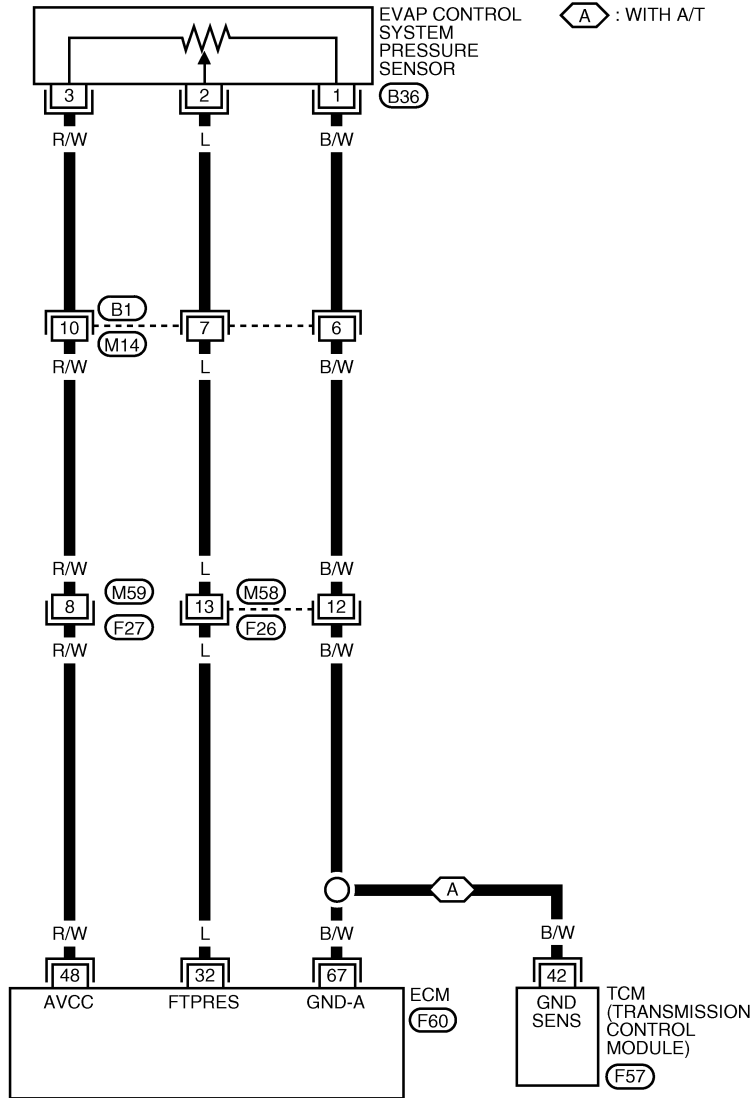 EVAP CONTROL
SYSTEM
PRESSURE
SENSOR
A : WITH A/T
3 2 1 B36
R/W L B/W
B1
10 7 6
M14
R/W L B/W
R/W L B/W
8 M59 13 M58 12
F27 F26
R/W L B/W
A
R/W L B/W B/W
48 32 67 42
AVCC FTPRES GND-A
ECM
F60
GND
SENS
TCM
(TRANSMISSION
CONTROL
MODULE)
F57